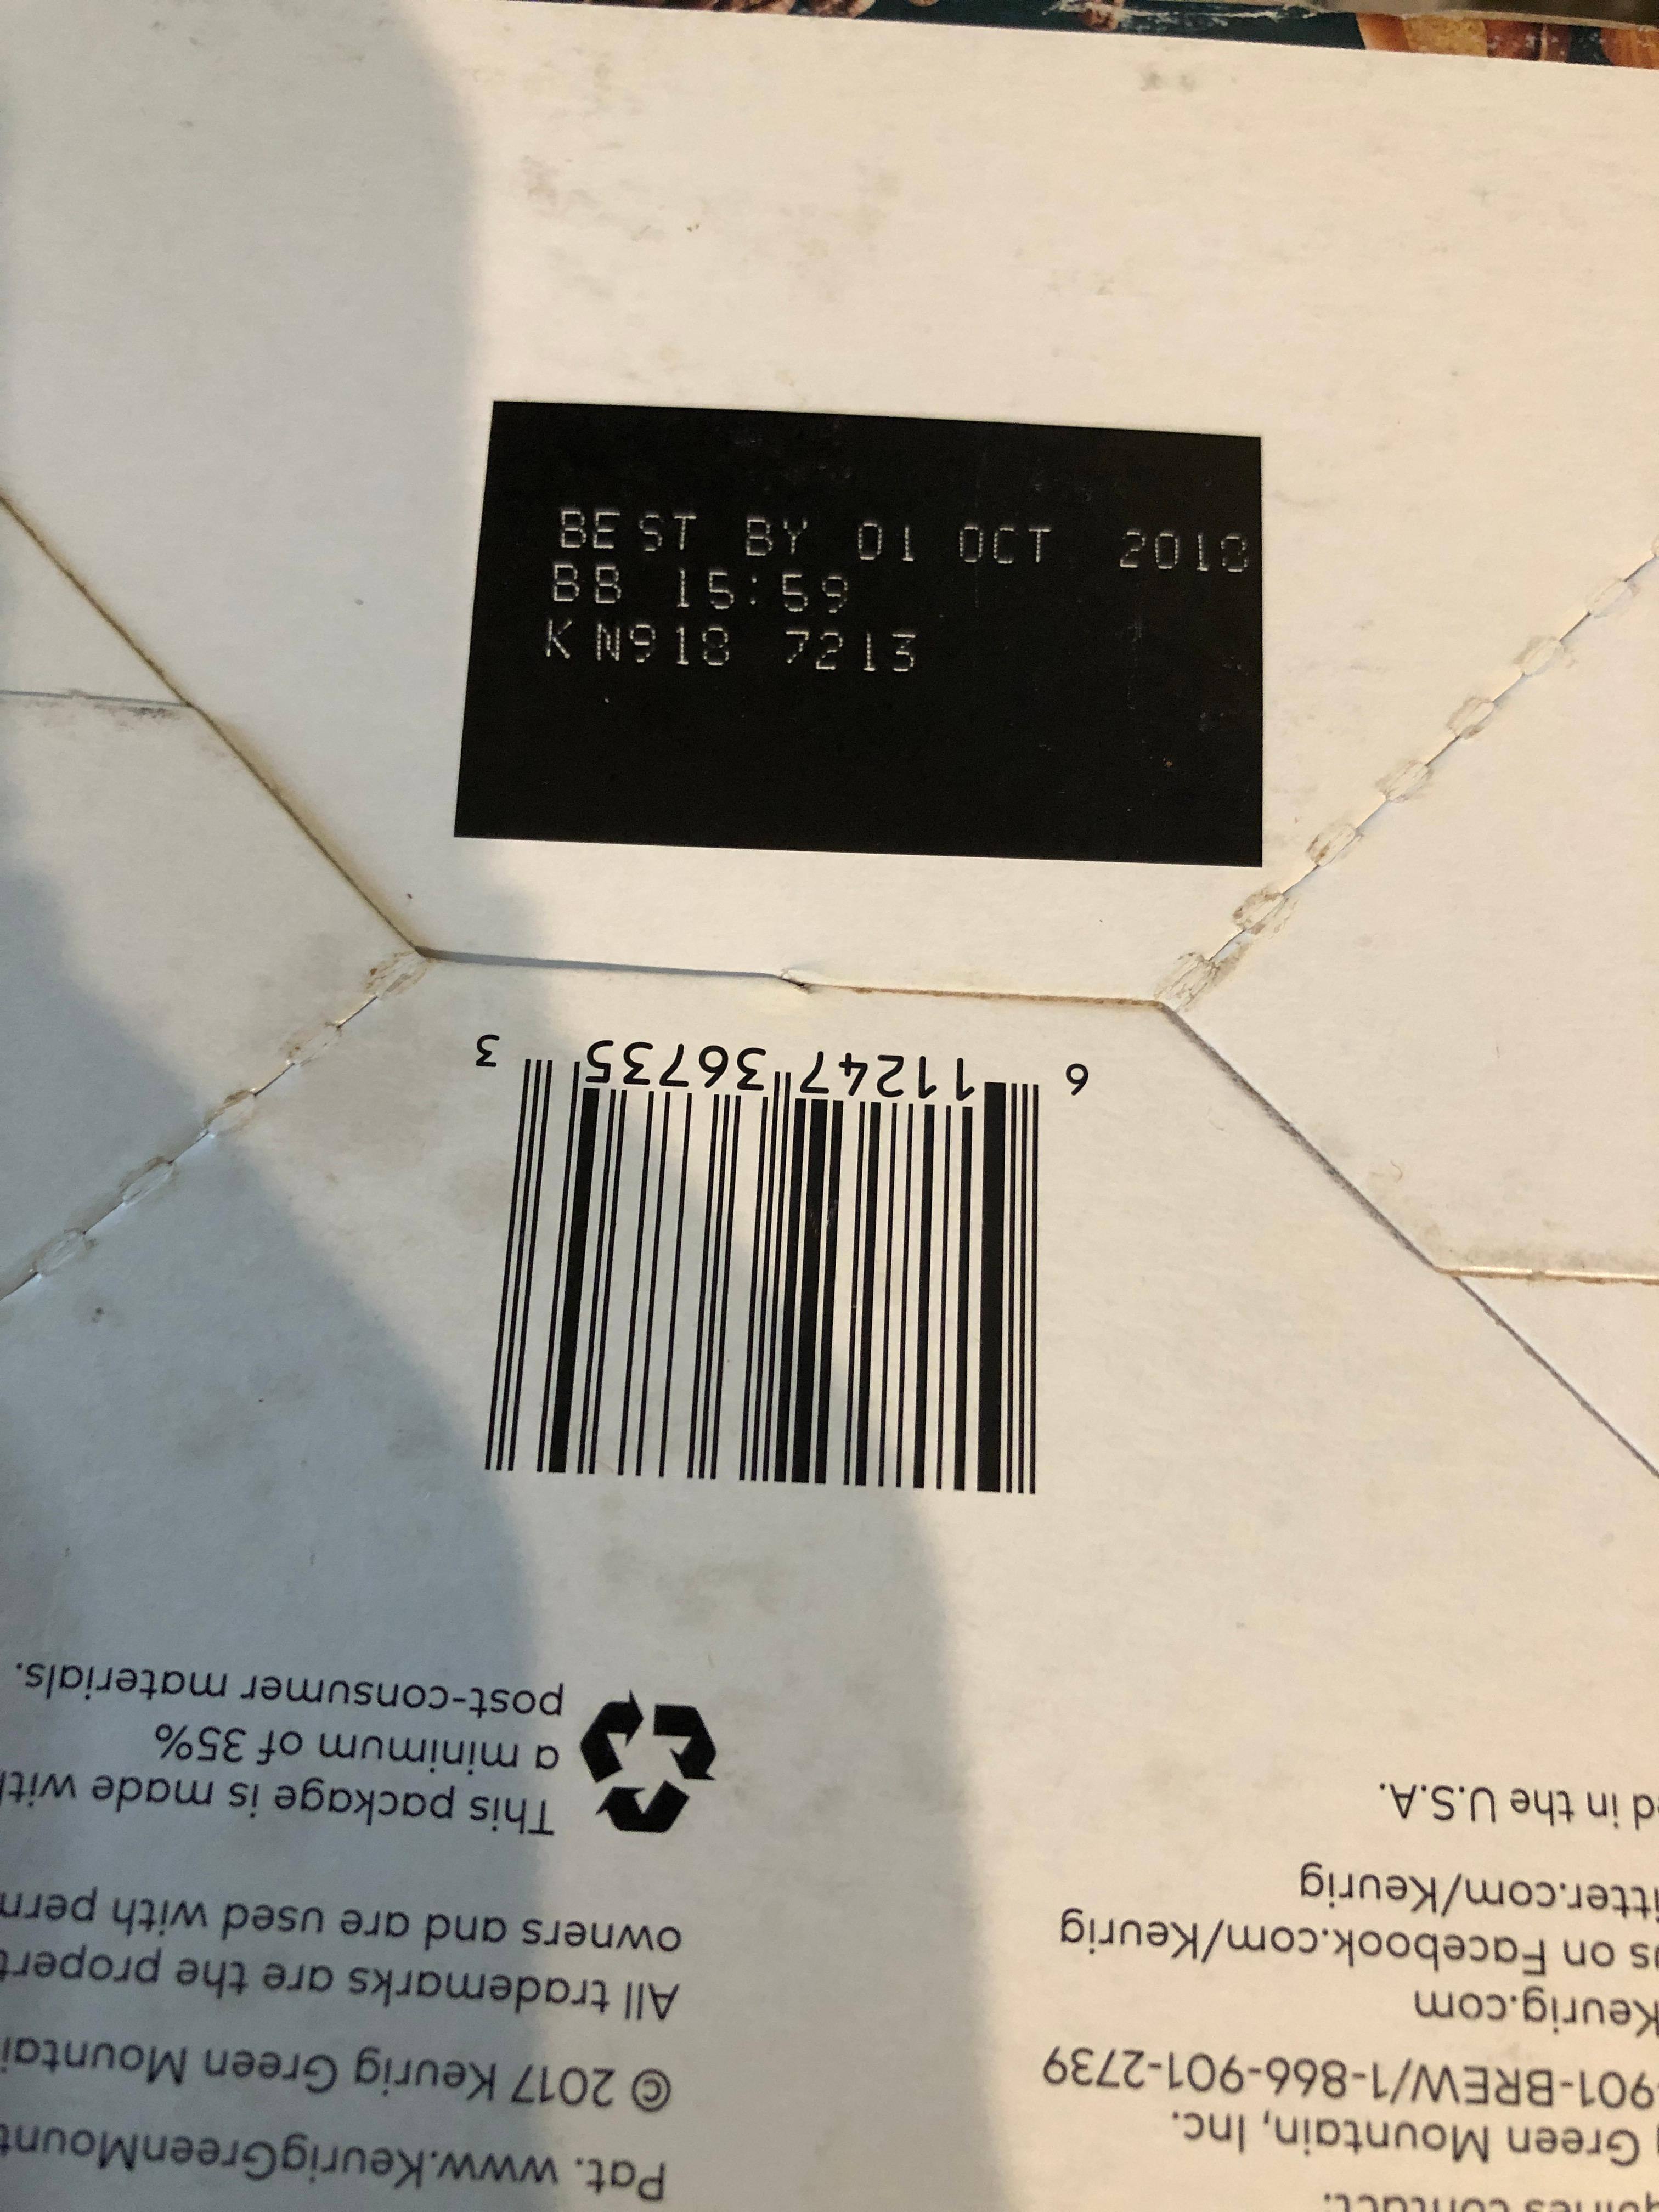 BEST BY 01 OCT 2018
BB 15:59
KN918 7213
6 11247 36735 3
contact:
Green Mountain, Inc.
901-BREW/1-866-901-2739
Keurig.com
us on Facebook.com/Keurig
itter.com/Keurig
ed in the U.S.A.
Pat. www.KeurigGreenMount
© 2017 Keurig Green Mountai
All trademarks are the propert
owners and are used with perm
This package is made with
a minimum of 35%
post-consumer materials.